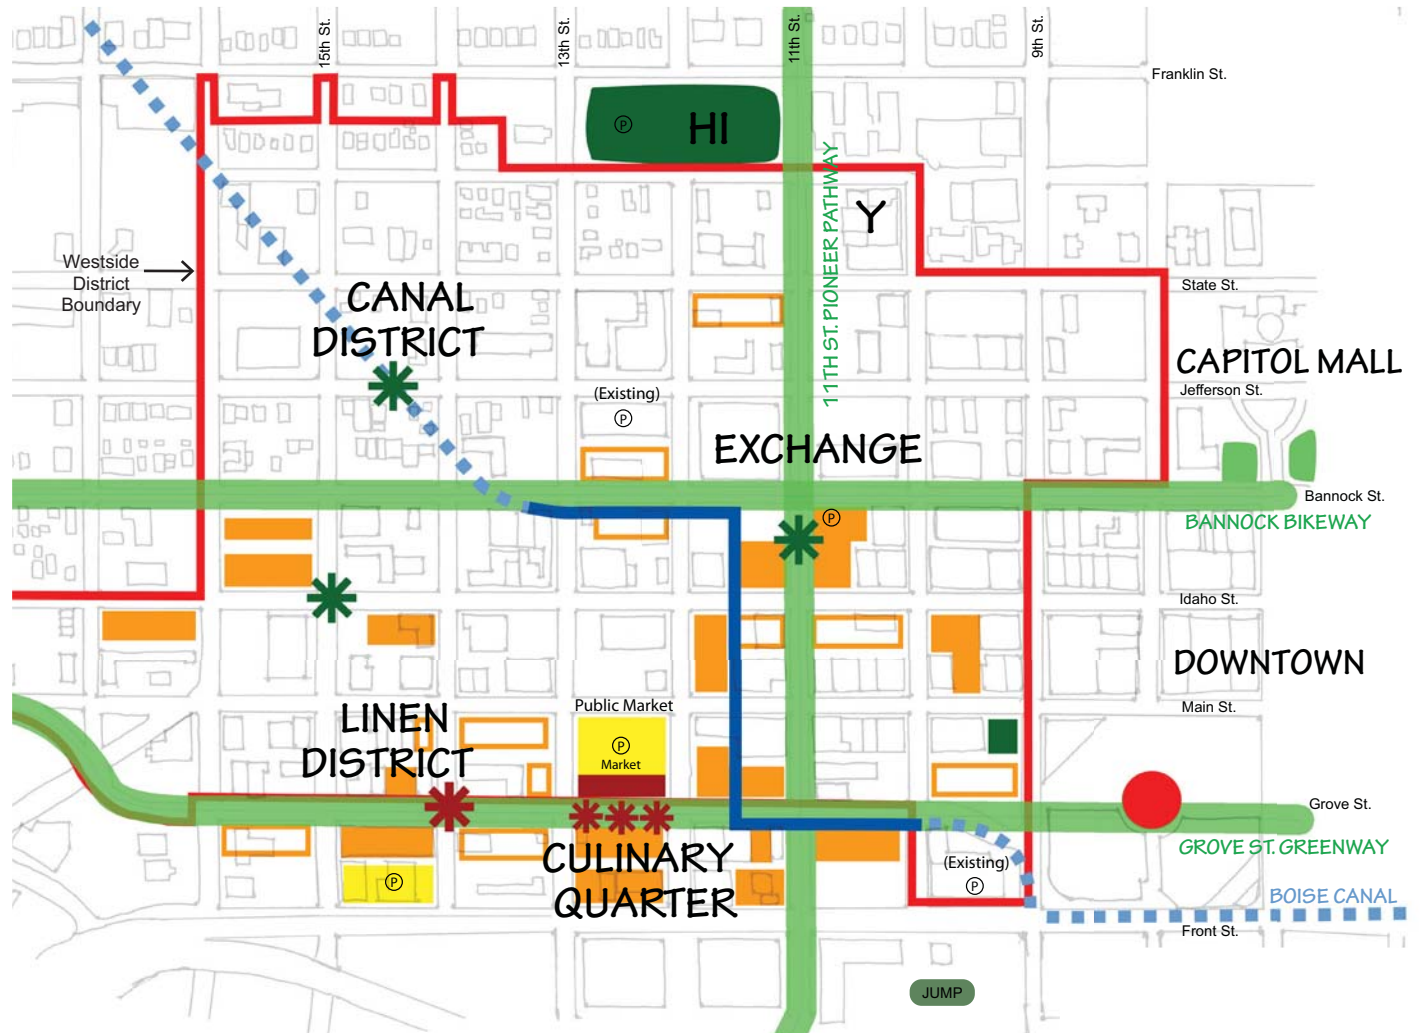 15th St.
13th St.
11th St.
9th St.
Franklin St.
P
HI
11TH ST. PIONEER PATHWAY
Y
Westside
District
Boundary
State St.
CANAL
DISTRICT
CAPITOL MALL
Jefferson St.
(Existing)
P
EXCHANGE
Bannock St.
P
BANNOCK BIKEWAY
Idaho St.
DOWNTOWN
Main St.
Public Market
P
Market
LINEN
DISTRICT
Grove St.
GROVE ST. GREENWAY
CULINARY
QUARTER
(Existing)
P
P
BOISE CANAL
Front St.
JUMP